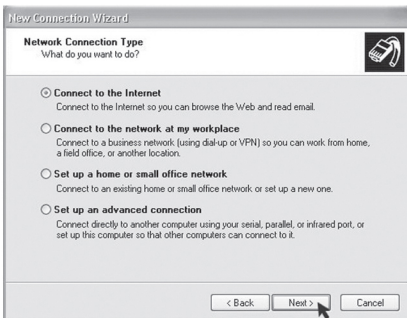 New Connection Wizard
Network Connection Type
What do you want to do?
Connect to the Internet
Connect to the Internet so you can browse the Web and read email.
Connect to the network at my workplace
Connect to a business network (using dial-up or VPN) so you can work from home,
a field office, or another location.
Set up a home or small office network
Connect to an existing home or small office network or set up a new one.
Set up an advanced connection
Connect directly to another computer using your serial, parallel, or infrared port, or
set up this computer so that other computers can connect to it.
< Back Next > Cancel